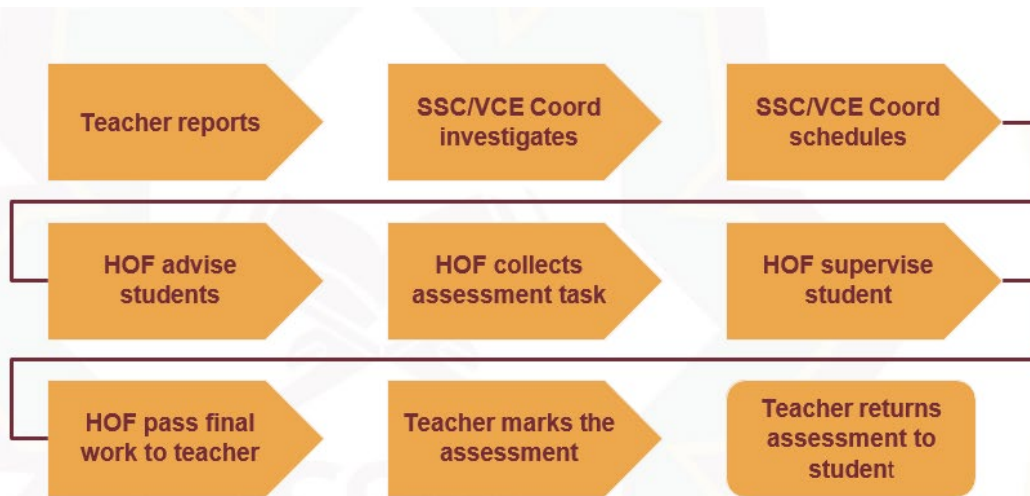 Teacher reports
SSC/VCE Coord
investigates
SSC/VCE Coord
schedules
HOF advise
students
HOF collects
assessment task
HOF supervise
student
HOF pass final
work to teacher
Teacher marks the
assessment
Teacher returns
assessment to
student